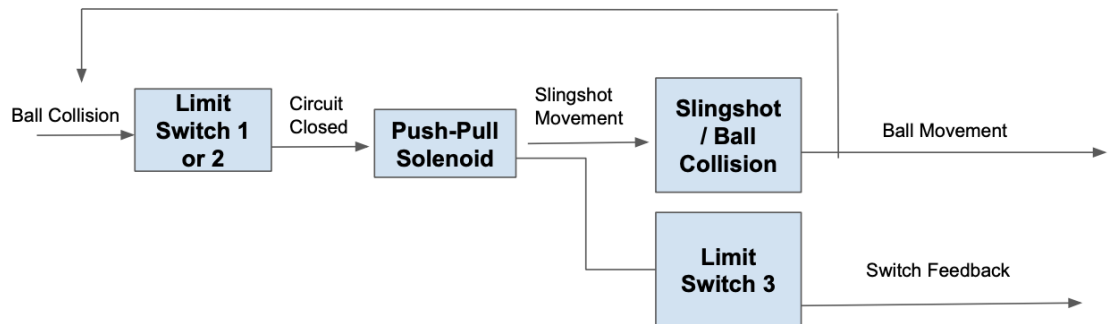 Ball Collision
Limit
Switch 1
or 2
Circuit
Closed
Push-Pull
Solenoid
Slingshot
Movement
Slingshot
/ Ball
Collision
Ball Movement
Limit
Switch 3
Switch Feedback